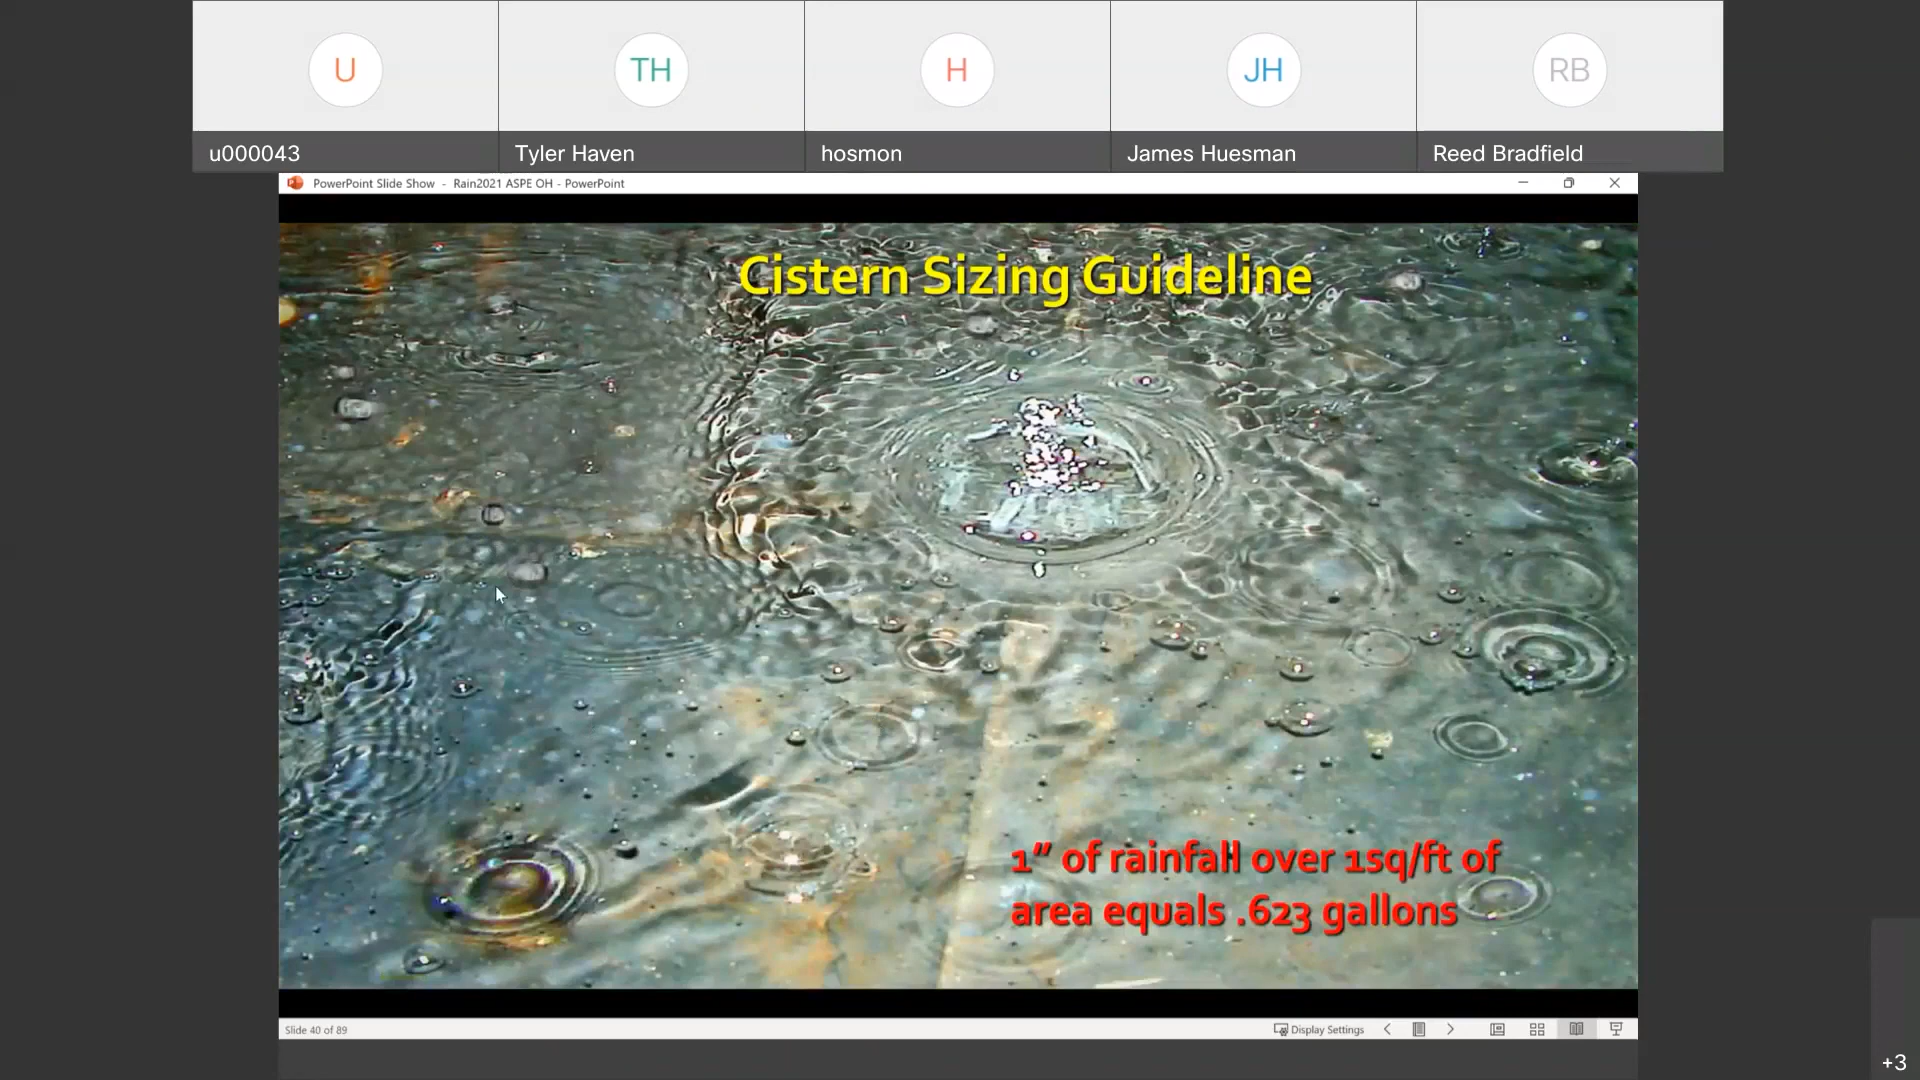 U
TH
H
JH
RB
u000043
Tyler Haven
hosmon
James Huesman
Reed Bradfield
PowerPoint Slide Show - Rain2021 ASPE OH - PowerPoint
Cistern Sizing Guideline
1” of rainfall over 1sq/ft of
area equals .623 gallons
Slide 40 of 89
Display Settings
+3